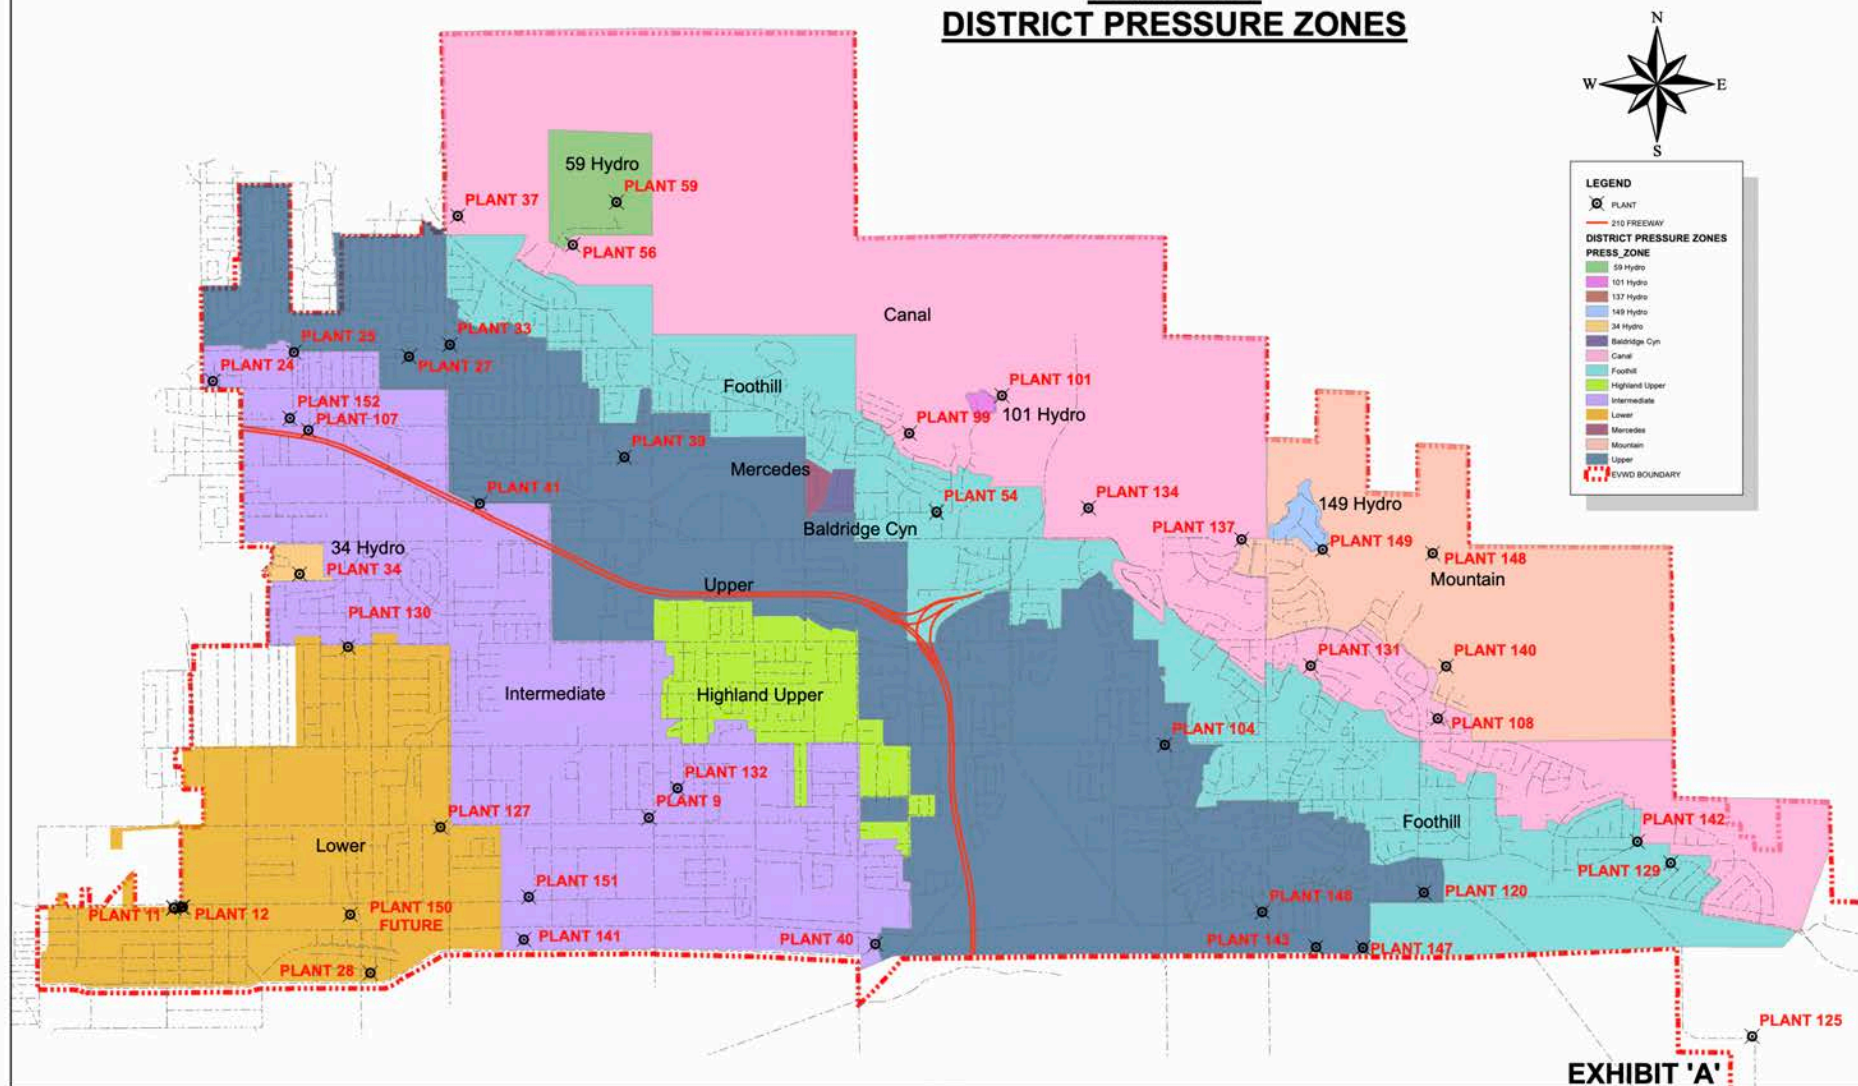 DISTRICT PRESSURE ZONES
N
W
E
S
LEGEND
PLANT
210 FREEWAY
DISTRICT PRESSURE ZONES
PRESS_ZONE
59 Hydro
101 Hydro
137 Hydro
149 Hydro
34 Hydro
Baldridge Cyn
Canal
Foothill
Highland Upper
Intermediate
Lower
Mercedes
Mountain
Upper
EVWD BOUNDARY
59 Hydro
PLANT 59
PLANT 37
PLANT 56
Canal
PLANT 33
PLANT 25
PLANT 24
PLANT 27
Foothill
PLANT 101
101 Hydro
PLANT 99
PLANT 152
PLANT 107
PLANT 39
Mercedes
PLANT 41
PLANT 54
PLANT 134
149 Hydro
PLANT 137
Baldridge Cyn
PLANT 149
PLANT 148
Mountain
34 Hydro
PLANT 34
Upper
PLANT 130
PLANT 131
PLANT 140
Intermediate
Highland Upper
PLANT 108
PLANT 104
PLANT 132
PLANT 9
PLANT 127
Foothill
PLANT 142
Lower
PLANT 129
PLANT 151
PLANT 120
PLANT 11
PLANT 12
PLANT 150
FUTURE
PLANT 146
PLANT 141
PLANT 40
PLANT 143
PLANT 147
PLANT 28
PLANT 125
EXHIBIT 'A'